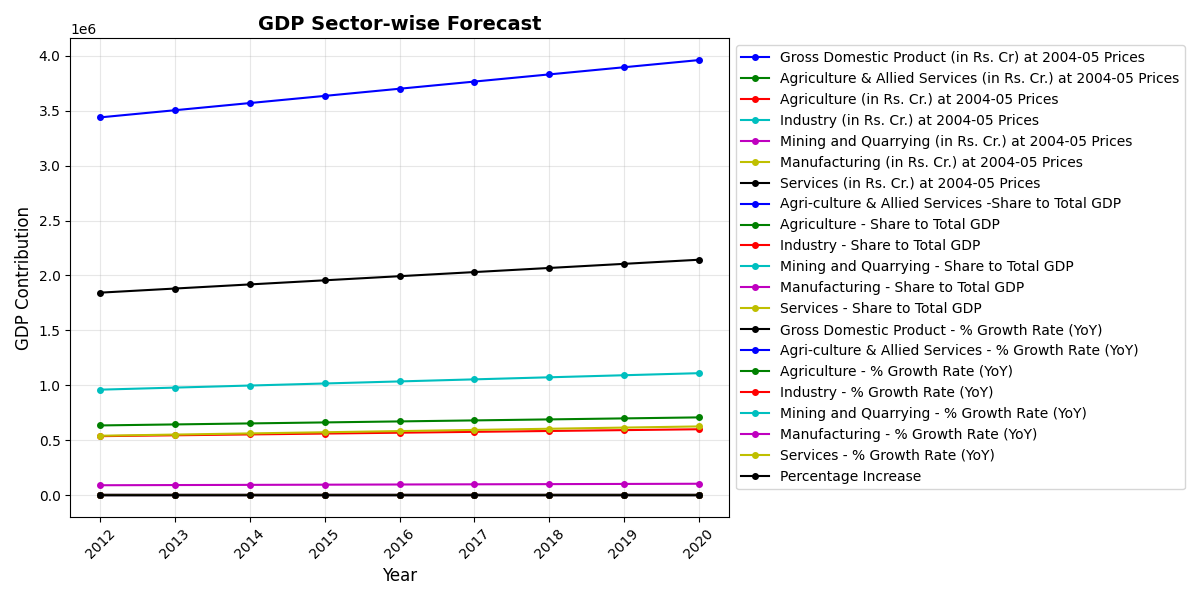 GDP Sector-wise Forecast
1e6
4.0
3.5
3.0
2.5
2.0
1.5
1.0
0.5
0.0
GDP Contribution
2012 2013 2014 2015 2016 2017 2018 2019 2020
Year
Gross Domestic Product (in Rs. Cr) at 2004-05 Prices
Agriculture & Allied Services (in Rs. Cr.) at 2004-05 Prices
Agriculture (in Rs. Cr.) at 2004-05 Prices
Industry (in Rs. Cr.) at 2004-05 Prices
Mining and Quarrying (in Rs. Cr.) at 2004-05 Prices
Manufacturing (in Rs. Cr.) at 2004-05 Prices
Services (in Rs. Cr.) at 2004-05 Prices
Agri-culture & Allied Services -Share to Total GDP
Agriculture - Share to Total GDP
Industry - Share to Total GDP
Mining and Quarrying - Share to Total GDP
Manufacturing - Share to Total GDP
Services - Share to Total GDP
Gross Domestic Product - % Growth Rate (YoY)
Agri-culture & Allied Services - % Growth Rate (YoY)
Agriculture - % Growth Rate (YoY)
Industry - % Growth Rate (YoY)
Mining and Quarrying - % Growth Rate (YoY)
Manufacturing - % Growth Rate (YoY)
Services - % Growth Rate (YoY)
Percentage Increase